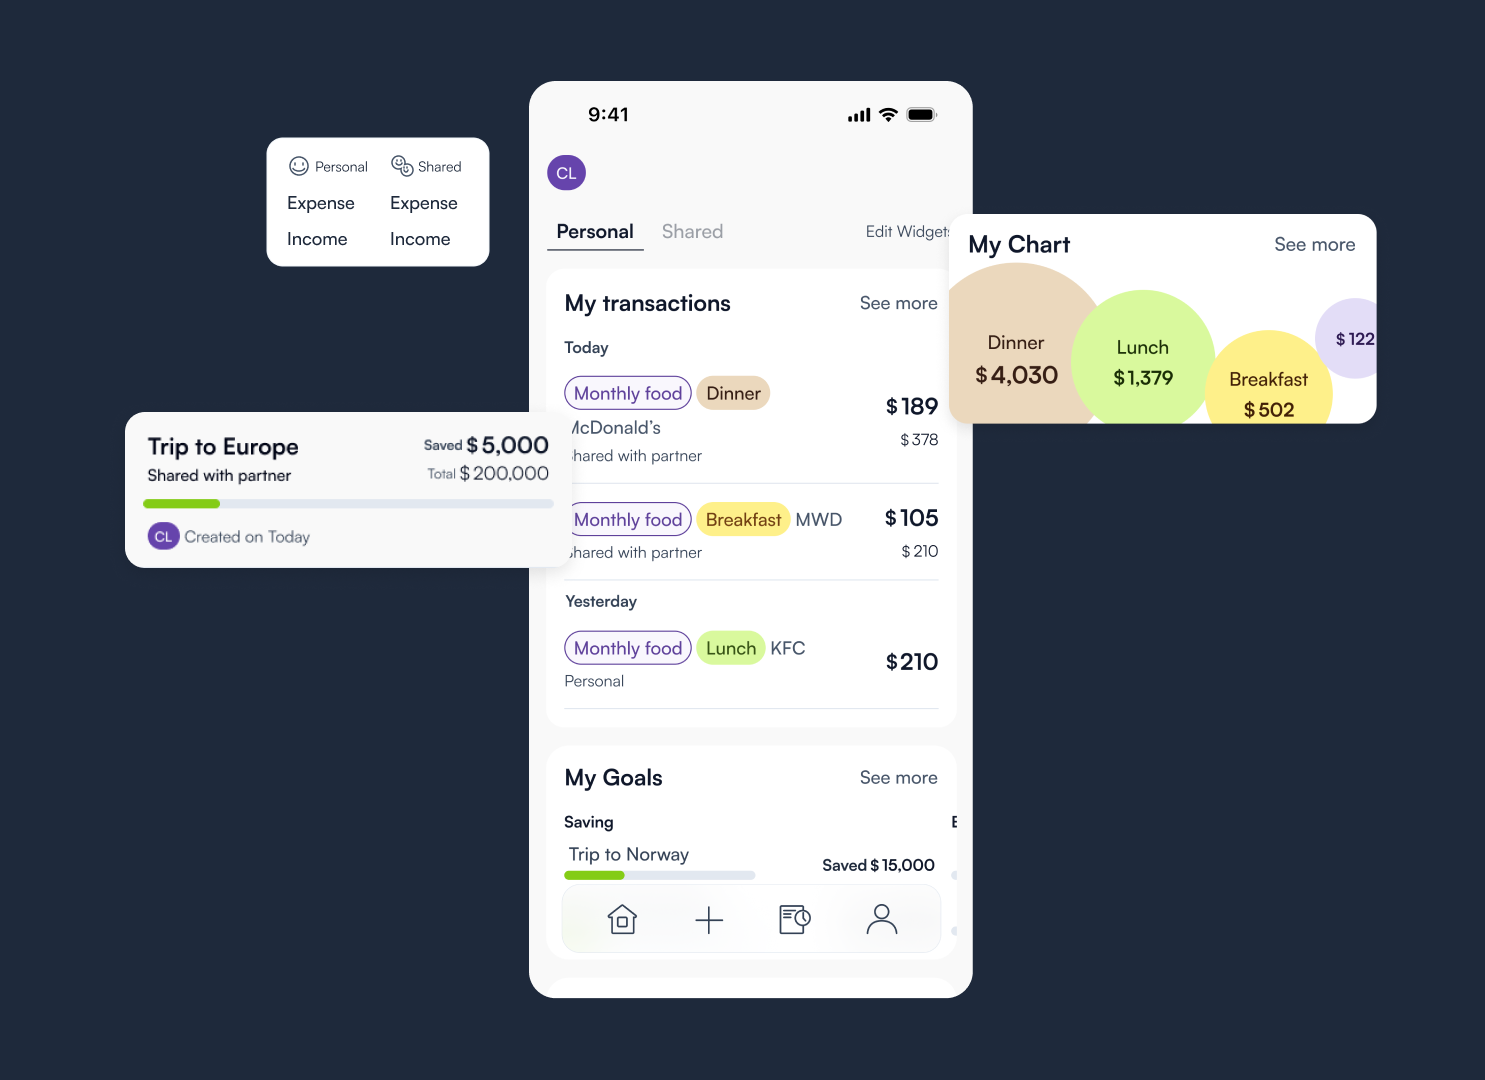 9:41
CL
Personal Shared Edit Widgets
My transactions See more
Today
Monthly food Dinner
$189
McDonald's
$378
Shared with partner
Monthly food Breakfast MWD
$105
Shared with partner
$210
Yesterday
Monthly food Lunch KFC
$210
Personal
My Goals See more
Saving
Trip to Norway
Saved $15,000
Personal Shared
Expense Expense
Income Income
Trip to Europe
Saved $5,000
Shared with partner
Total $200,000
CL Created on Today
My Chart See more
Dinner
$4,030
Lunch
$1,379
Breakfast
$502
$122